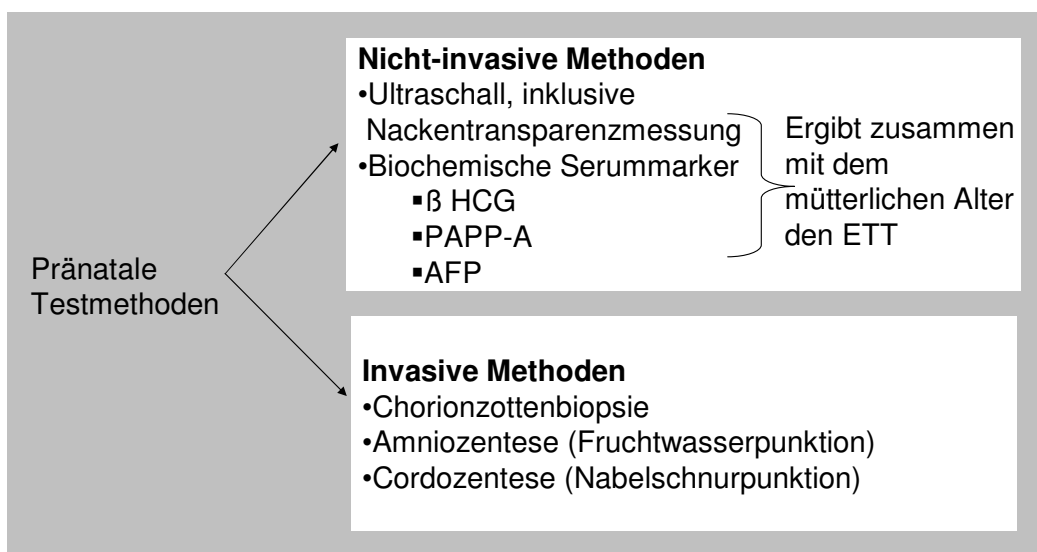 Nicht-invasive Methoden
•Ultraschall, inklusive
Nackentransparenzmessung
•Biochemische Serummarker
▪ß HCG
▪PAPP-A
▪AFP
Ergibt zusammen
mit dem
mütterlichen Alter
den ETT
Pränatale
Testmethoden
Invasive Methoden
•Chorionzottenbiopsie
•Amniozentese (Fruchtwasserpunktion)
•Cordozentese (Nabelschnurpunktion)